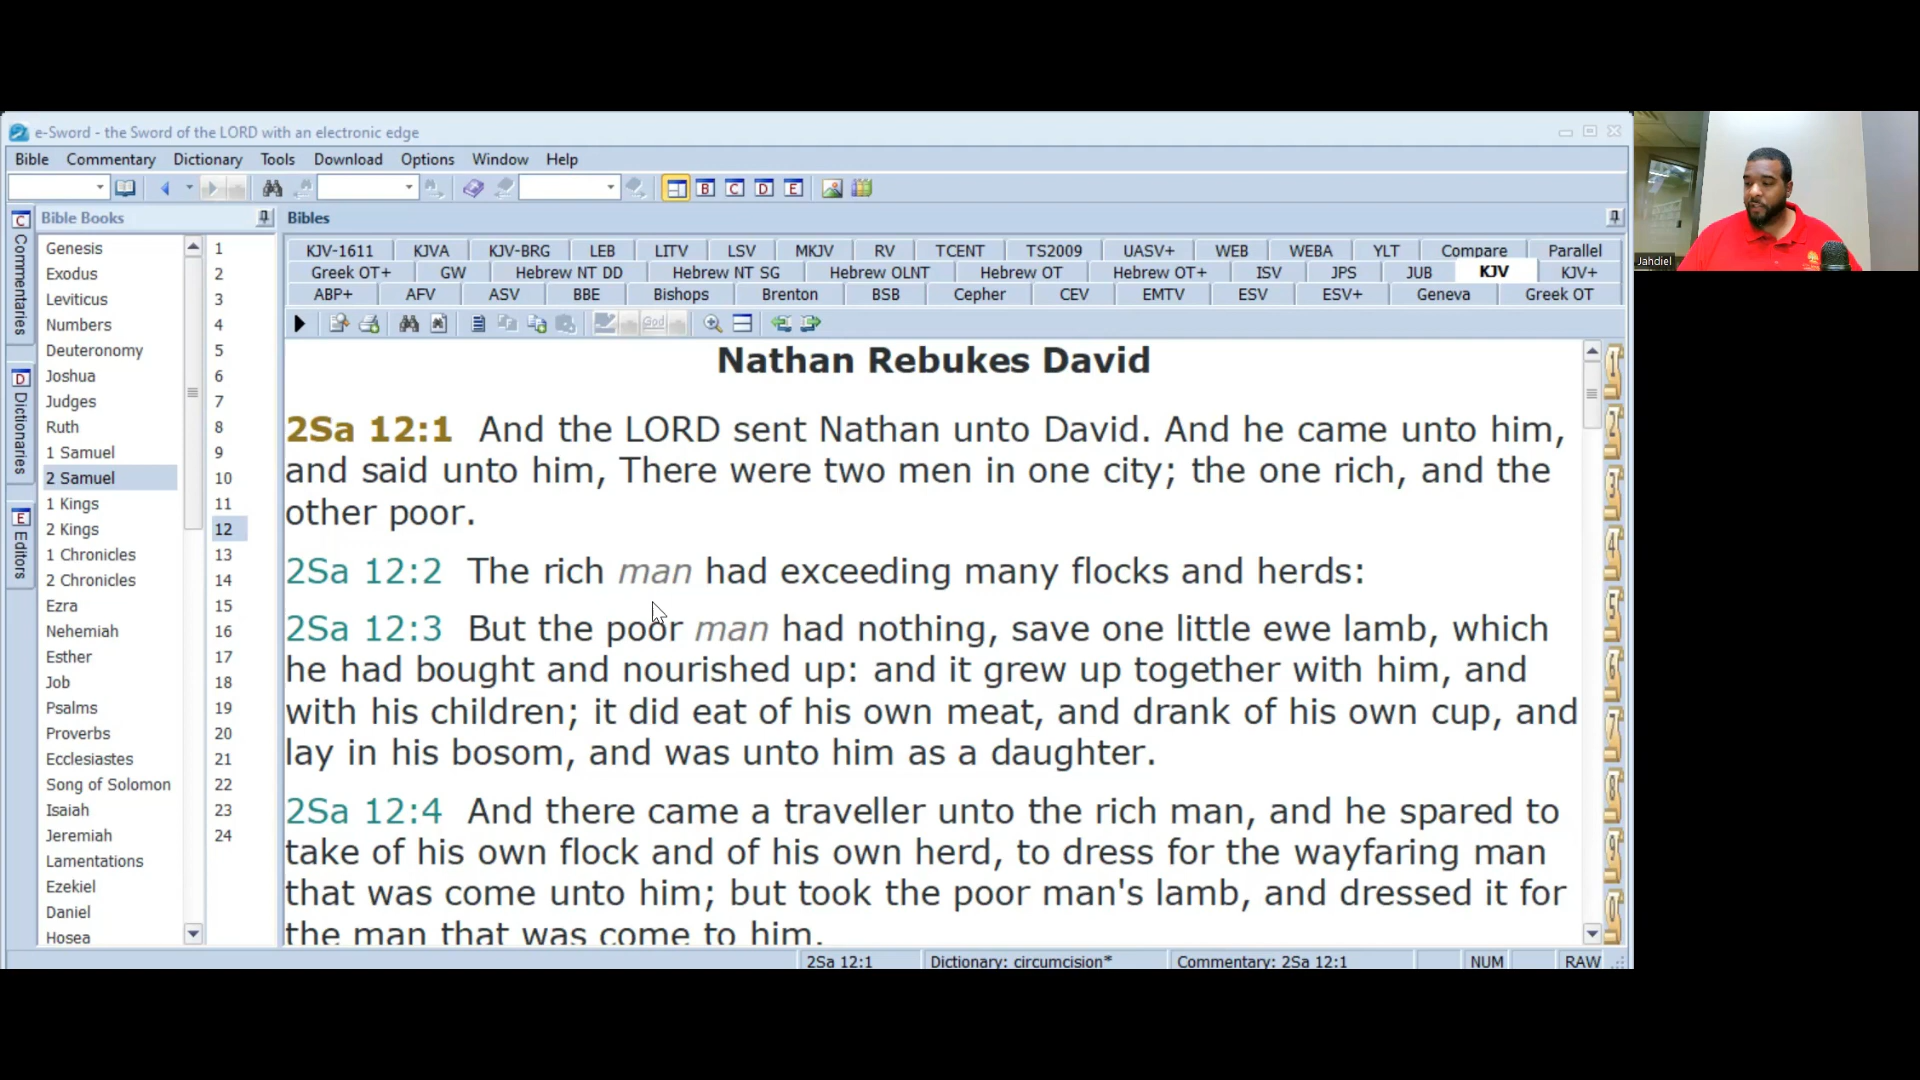 e-Sword - the Sword of the LORD with an electronic edge
Bible Commentary Dictionary Tools Download Options Window Help
B C D E
Bible Books
Bibles
C Commentaries
D Dictionaries
E Editors
Genesis
Exodus
Leviticus
Numbers
Deuteronomy
Joshua
Judges
Ruth
1 Samuel
2 Samuel
1 Kings
2 Kings
1 Chronicles
2 Chronicles
Ezra
Nehemiah
Esther
Job
Psalms
Proverbs
Ecclesiastes
Song of Solomon
Isaiah
Jeremiah
Lamentations
Ezekiel
Daniel
Hosea
1
2
3
4
5
6
7
8
9
10
11
12
13
14
15
16
17
18
19
20
21
22
23
24
KJV-1611 KJVA KJV-BRG LEB LITV LSV MKJV RV TCENT TS2009 UASV+ WEB WEBA YLT Compare Parallel
Greek OT+ GW Hebrew NT DD Hebrew NT SG Hebrew OLNT Hebrew OT Hebrew OT+ ISV JPS JUB KJV KJV+
ABP+ AFV ASV BBE Bishops Brenton BSB Cepher CEV EMTV ESV ESV+ Geneva Greek OT
God
Nathan Rebukes David
2Sa 12:1 And the LORD sent Nathan unto David. And he came unto him,
and said unto him, There were two men in one city; the one rich, and the
other poor.
2Sa 12:2 The rich man had exceeding many flocks and herds:
2Sa 12:3 But the poor man had nothing, save one little ewe lamb, which
he had bought and nourished up: and it grew up together with him, and
with his children; it did eat of his own meat, and drank of his own cup, and
lay in his bosom, and was unto him as a daughter.
2Sa 12:4 And there came a traveller unto the rich man, and he spared to
take of his own flock and of his own herd, to dress for the wayfaring man
that was come unto him; but took the poor man's lamb, and dressed it for
the man that was come to him.
1
2
3
4
5
6
7
8
9
0
2Sa 12:1 Dictionary: circumcision* Commentary: 2Sa 12:1 NUM RAW
Jahdiel